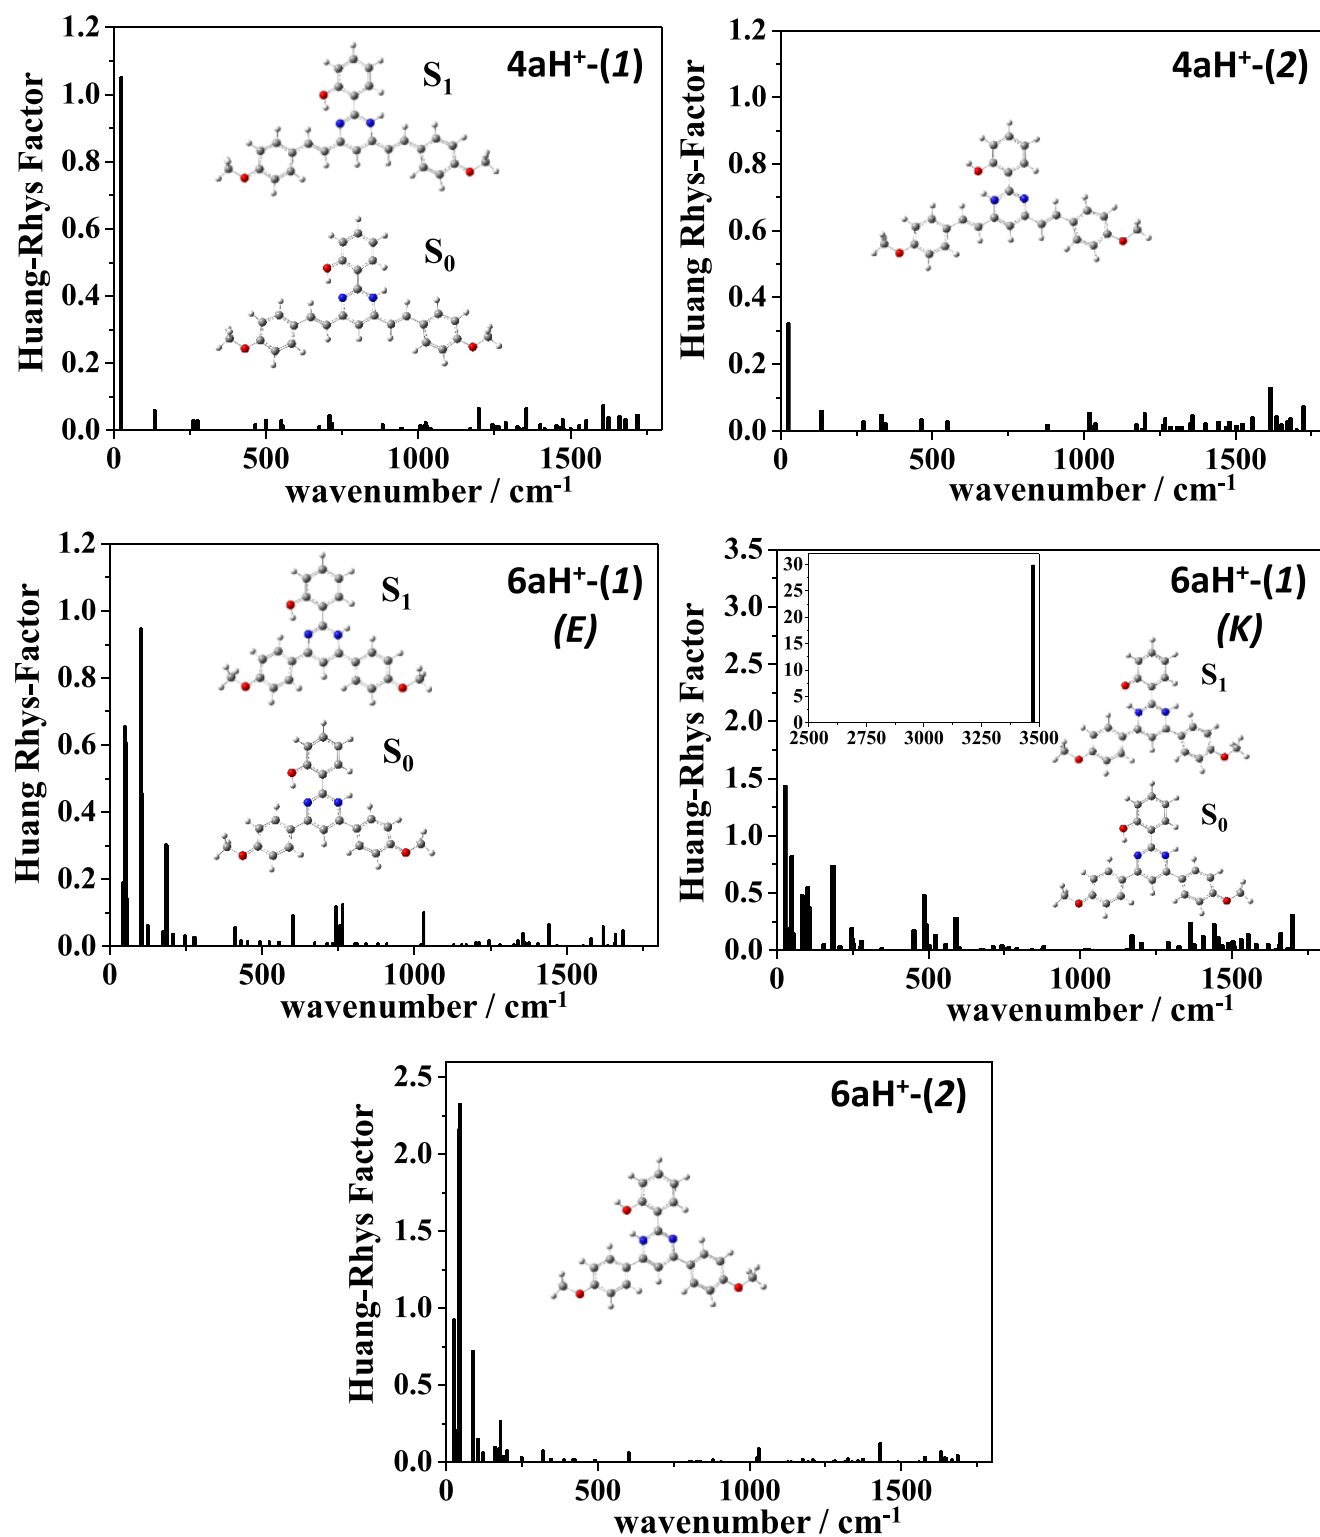 4aH⁺-(1)
S₁
S₀
Huang-Rhys Factor
1.2
1.0
0.8
0.6
0.4
0.2
0.0
0 500 1000 1500
wavenumber / cm⁻¹
4aH⁺-(2)
Huang Rhys-Factor
1.2
1.0
0.8
0.6
0.4
0.2
0.0
0 500 1000 1500
wavenumber / cm⁻¹
6aH⁺-(1)
(E)
S₁
S₀
Huang Rhys-Factor
1.2
1.0
0.8
0.6
0.4
0.2
0.0
0 500 1000 1500
wavenumber / cm⁻¹
6aH⁺-(1)
(K)
S₁
S₀
30
25
20
15
10
5
0
2500 2750 3000 3250 3500
Huang-Rhys Factor
3.5
3.0
2.5
2.0
1.5
1.0
0.5
0.0
0 500 1000 1500
wavenumber / cm⁻¹
6aH⁺-(2)
Huang-Rhys Factor
2.5
2.0
1.5
1.0
0.5
0.0
0 500 1000 1500
wavenumber / cm⁻¹